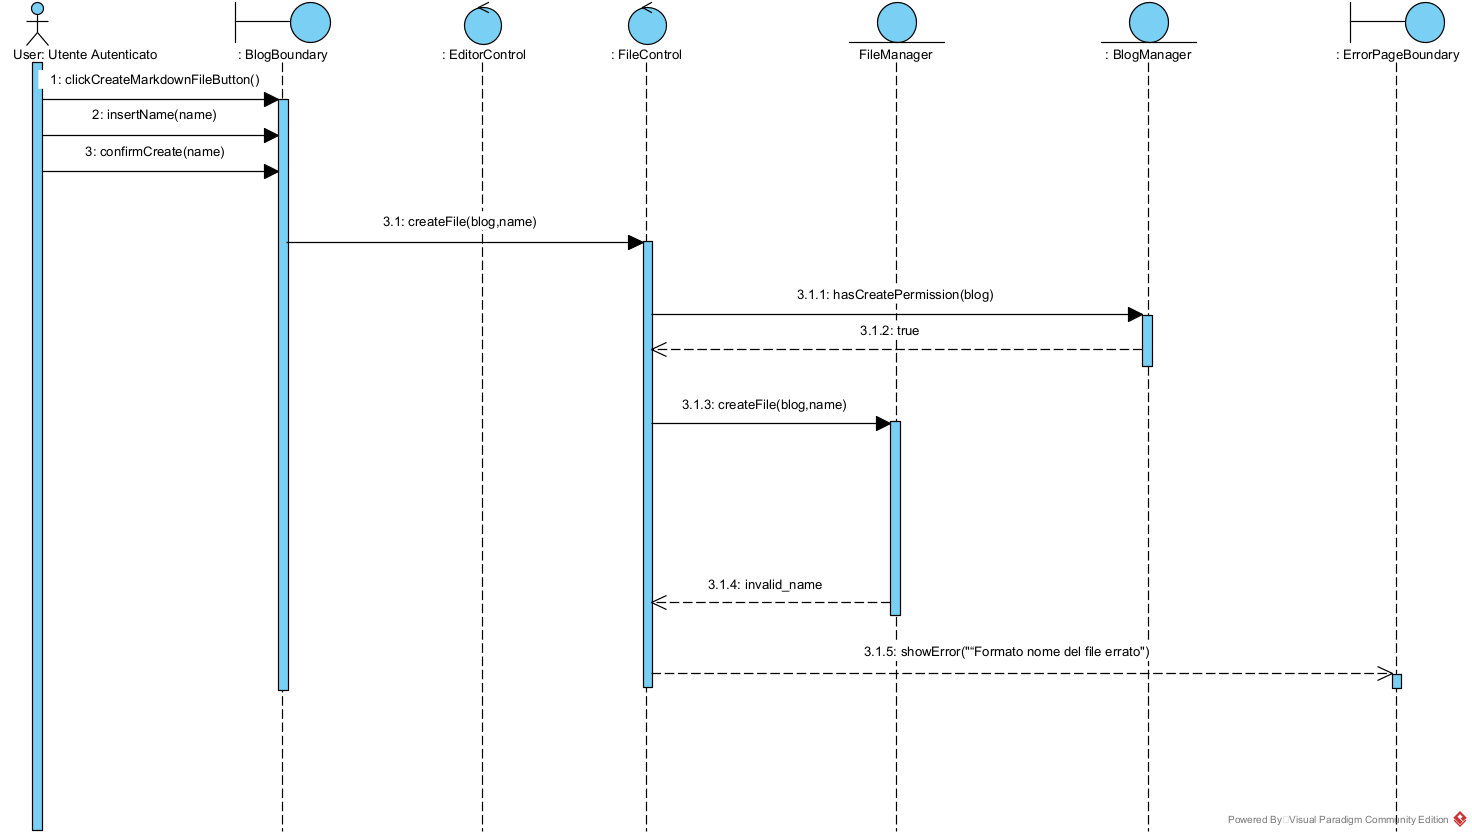 User: Utente Autenticato
: BlogBoundary
: EditorControl
: FileControl
FileManager
: BlogManager
: ErrorPageBoundary
1: clickCreateMarkdownFileButton()
2: insertName(name)
3: confirmCreate(name)
3.1: createFile(blog,name)
3.1.1: hasCreatePermission(blog)
3.1.2: true
3.1.3: createFile(blog,name)
3.1.4: invalid_name
3.1.5: showError("“Formato nome del file errato")
Powered By Visual Paradigm Community Edition